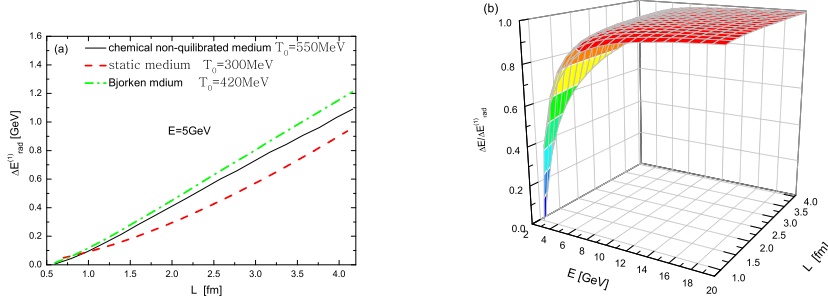 (a)
chemical non-quilibrated medium T₀=550MeV
static medium T₀=300MeV
Bjorken mdium T₀=420MeV
E=5GeV
ΔE⁽¹⁾rad [GeV]
1.6
1.4
1.2
1.0
0.8
0.6
0.4
0.2
0.0
0.5 1.0 1.5 2.0 2.5 3.0 3.5 4.0
L [fm]
(b)
ΔE/ΔE⁽¹⁾rad
1.0
0.8
0.6
0.4
0.2
0.0
2 4 6 8 10 12 14 16 18 20
E [GeV]
1.0 1.5 2.0 2.5 3.0 3.5 4.0
L [fm]